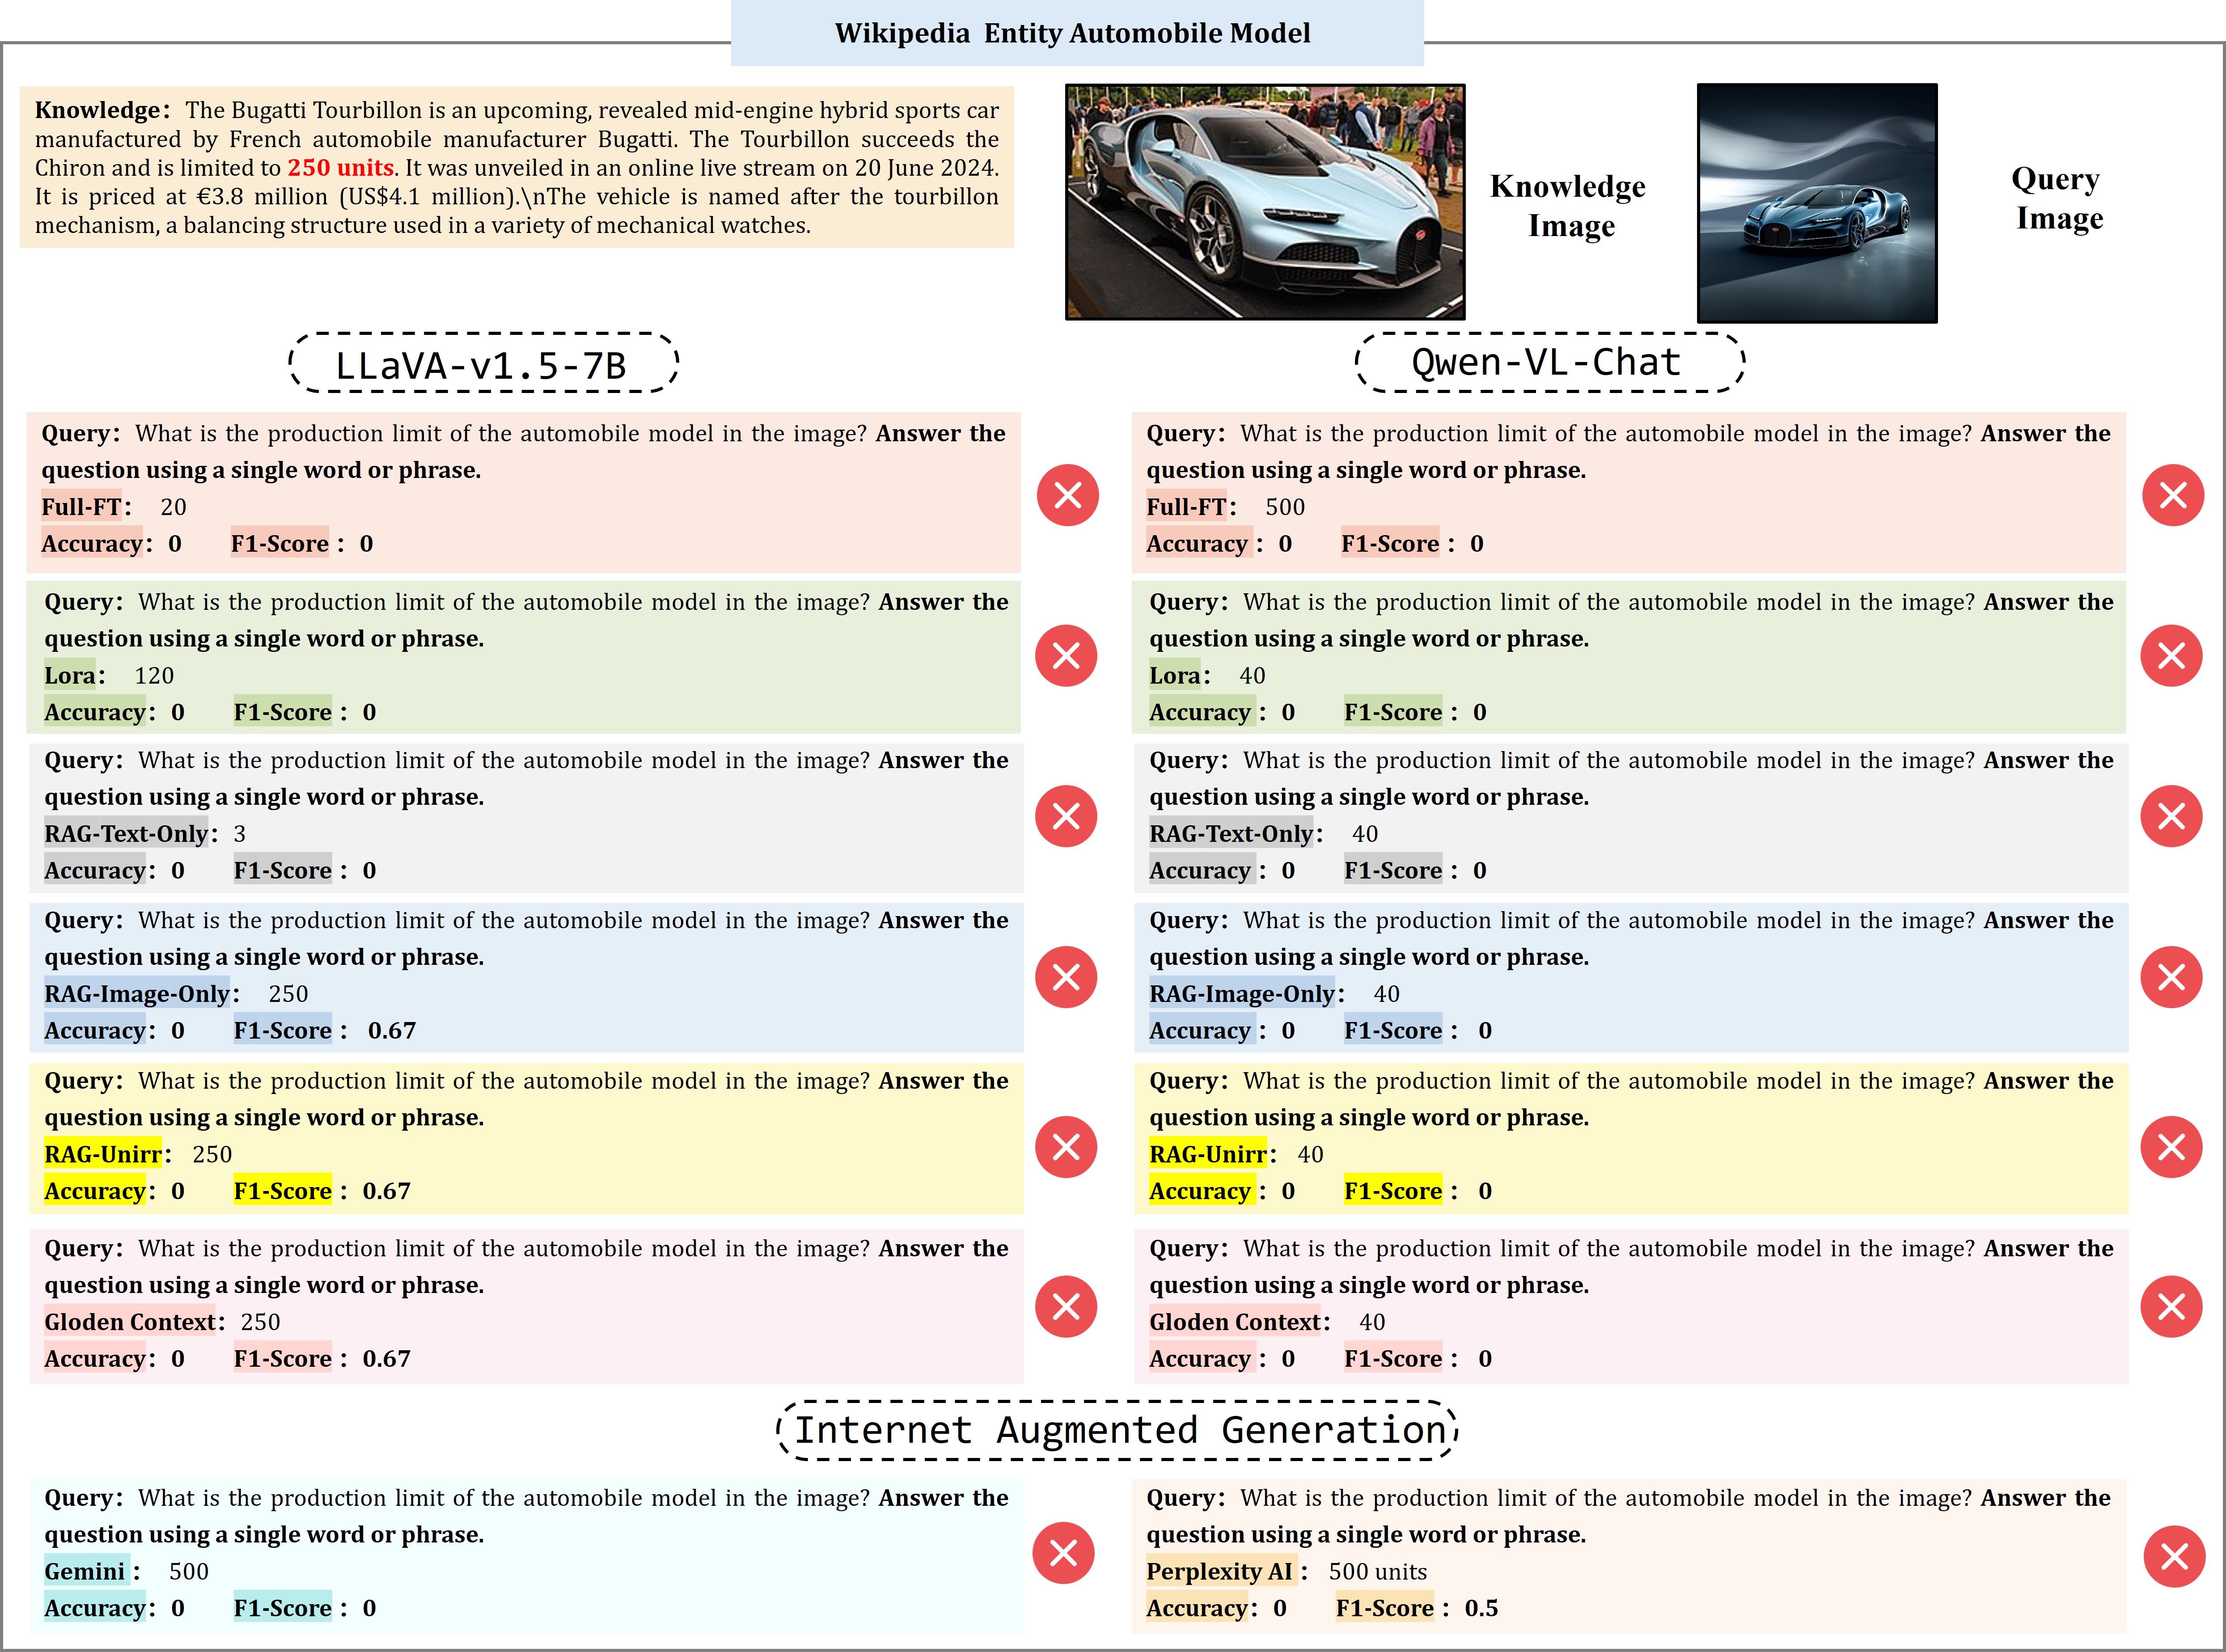 Wikipedia Entity Automobile Model
Knowledge: The Bugatti Tourbillon is an upcoming, revealed mid-engine hybrid sports car
manufactured by French automobile manufacturer Bugatti. The Tourbillon succeeds the
Chiron and is limited to 250 units. It was unveiled in an online live stream on 20 June 2024.
It is priced at €3.8 million (US$4.1 million).\nThe vehicle is named after the tourbillon
mechanism, a balancing structure used in a variety of mechanical watches.
Knowledge
Image
Query
Image
LLaVA-v1.5-7B
Query: What is the production limit of the automobile model in the image? Answer the
question using a single word or phrase.
Full-FT: 20
Accuracy: 0 F1-Score : 0
Query: What is the production limit of the automobile model in the image? Answer the
question using a single word or phrase.
Lora: 120
Accuracy: 0 F1-Score : 0
Query: What is the production limit of the automobile model in the image? Answer the
question using a single word or phrase.
RAG-Text-Only: 3
Accuracy: 0 F1-Score : 0
Query: What is the production limit of the automobile model in the image? Answer the
question using a single word or phrase.
RAG-Image-Only: 250
Accuracy: 0 F1-Score : 0.67
Query: What is the production limit of the automobile model in the image? Answer the
question using a single word or phrase.
RAG-Unirr: 250
Accuracy: 0 F1-Score : 0.67
Query: What is the production limit of the automobile model in the image? Answer the
question using a single word or phrase.
Gloden Context: 250
Accuracy: 0 F1-Score : 0.67
Qwen-VL-Chat
Query: What is the production limit of the automobile model in the image? Answer the
question using a single word or phrase.
Full-FT: 500
Accuracy : 0 F1-Score : 0
Query: What is the production limit of the automobile model in the image? Answer the
question using a single word or phrase.
Lora: 40
Accuracy : 0 F1-Score : 0
Query: What is the production limit of the automobile model in the image? Answer the
question using a single word or phrase.
RAG-Text-Only: 40
Accuracy : 0 F1-Score : 0
Query: What is the production limit of the automobile model in the image? Answer the
question using a single word or phrase.
RAG-Image-Only: 40
Accuracy : 0 F1-Score : 0
Query: What is the production limit of the automobile model in the image? Answer the
question using a single word or phrase.
RAG-Unirr: 40
Accuracy : 0 F1-Score : 0
Query: What is the production limit of the automobile model in the image? Answer the
question using a single word or phrase.
Gloden Context: 40
Accuracy : 0 F1-Score : 0
Internet Augmented Generation
Query: What is the production limit of the automobile model in the image? Answer the
question using a single word or phrase.
Gemini : 500
Accuracy: 0 F1-Score : 0
Query: What is the production limit of the automobile model in the image? Answer the
question using a single word or phrase.
Perplexity AI : 500 units
Accuracy: 0 F1-Score : 0.5